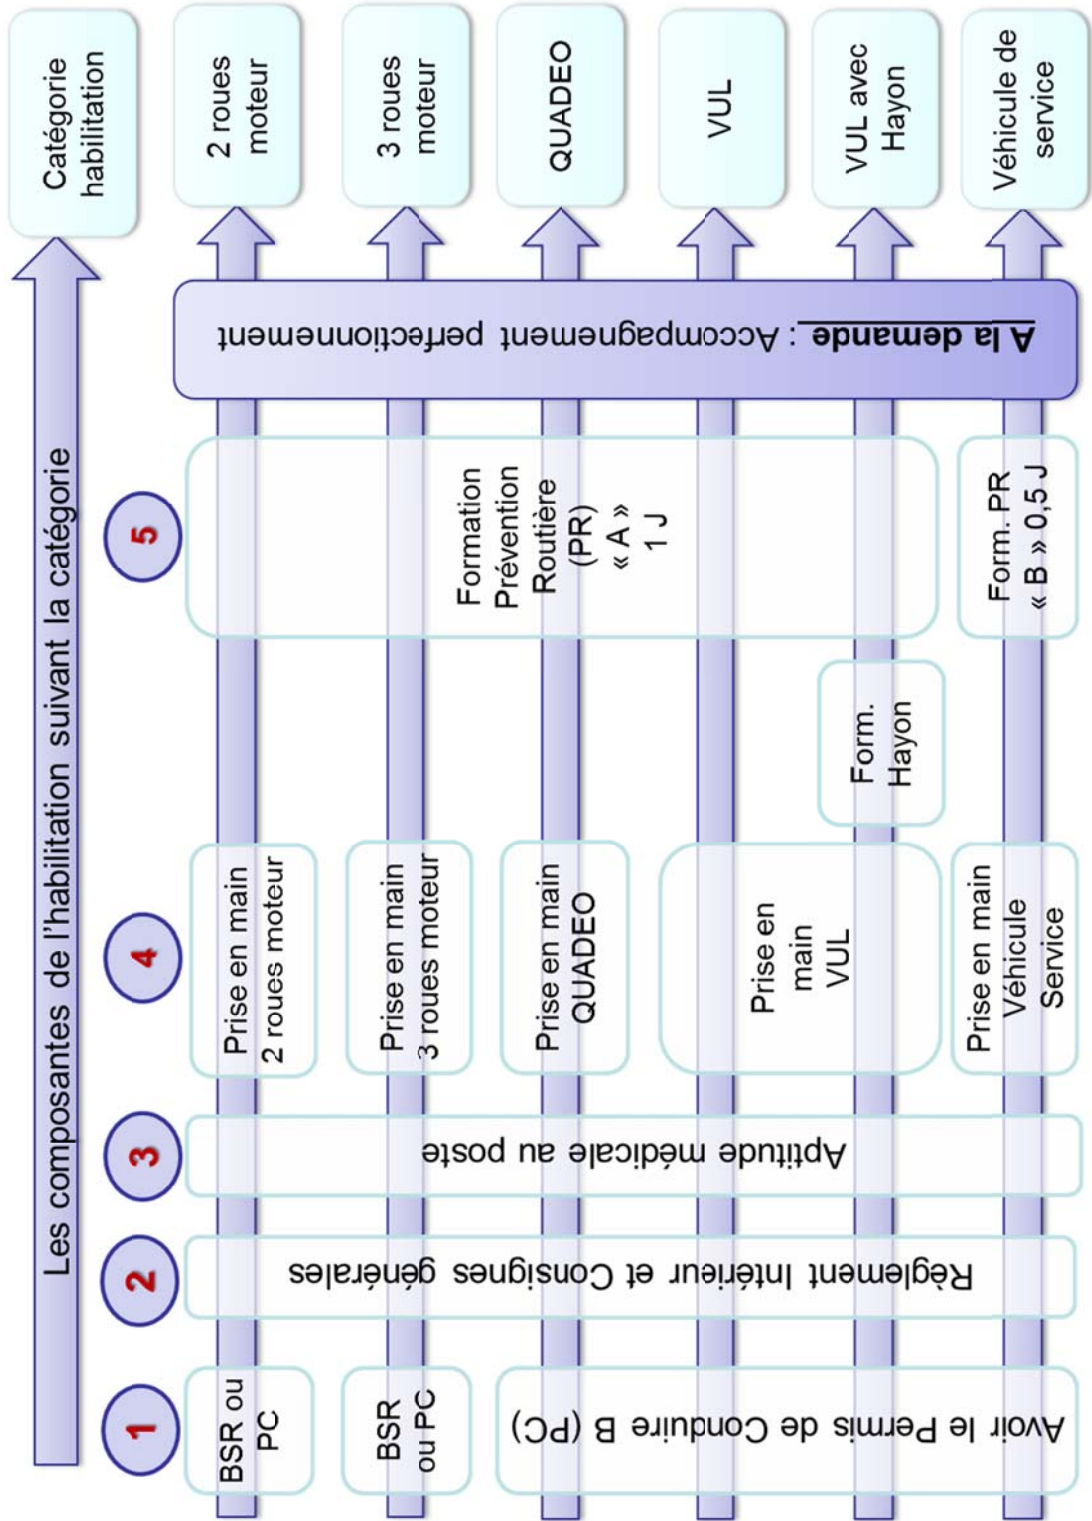 Les composantes de l'habilitation suivant la catégorie
Catégorie
habilitation
1
2
3
4
5
BSR ou
PC
BSR
ou PC
Avoir le Permis de Conduire B (PC)
Règlement Intérieur et Consignes générales
Aptitude médicale au poste
Prise en main
2 roues moteur
Prise en main
3 roues moteur
Prise en main
QUADEO
Prise en
main
VUL
Prise en main
Véhicule
Service
Form.
Hayon
Formation
Prévention
Routière
(PR)
« A »
1 J
Form. PR
« B » 0,5 J
A la demande : Accompagnement perfectionnement
2 roues
moteur
3 roues
moteur
QUADEO
VUL
VUL avec
Hayon
Véhicule de
service